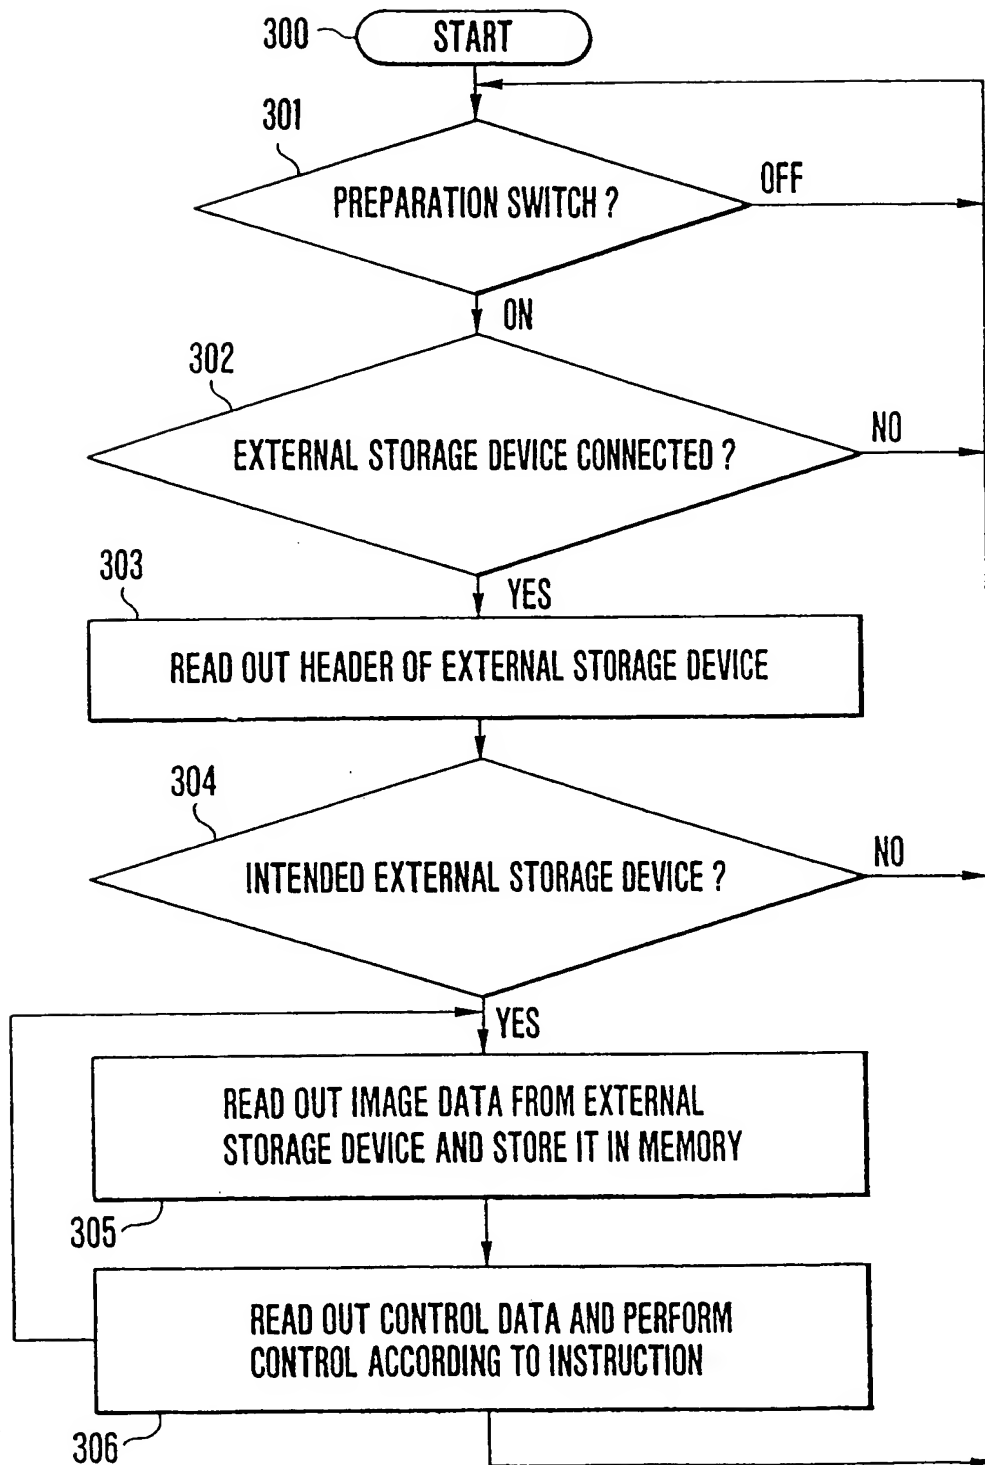 300
START
301
PREPARATION SWITCH ?
OFF
ON
302
EXTERNAL STORAGE DEVICE CONNECTED ?
NO
YES
303
READ OUT HEADER OF EXTERNAL STORAGE DEVICE
304
INTENDED EXTERNAL STORAGE DEVICE ?
NO
YES
READ OUT IMAGE DATA FROM EXTERNAL
STORAGE DEVICE AND STORE IT IN MEMORY
305
READ OUT CONTROL DATA AND PERFORM
CONTROL ACCORDING TO INSTRUCTION
306